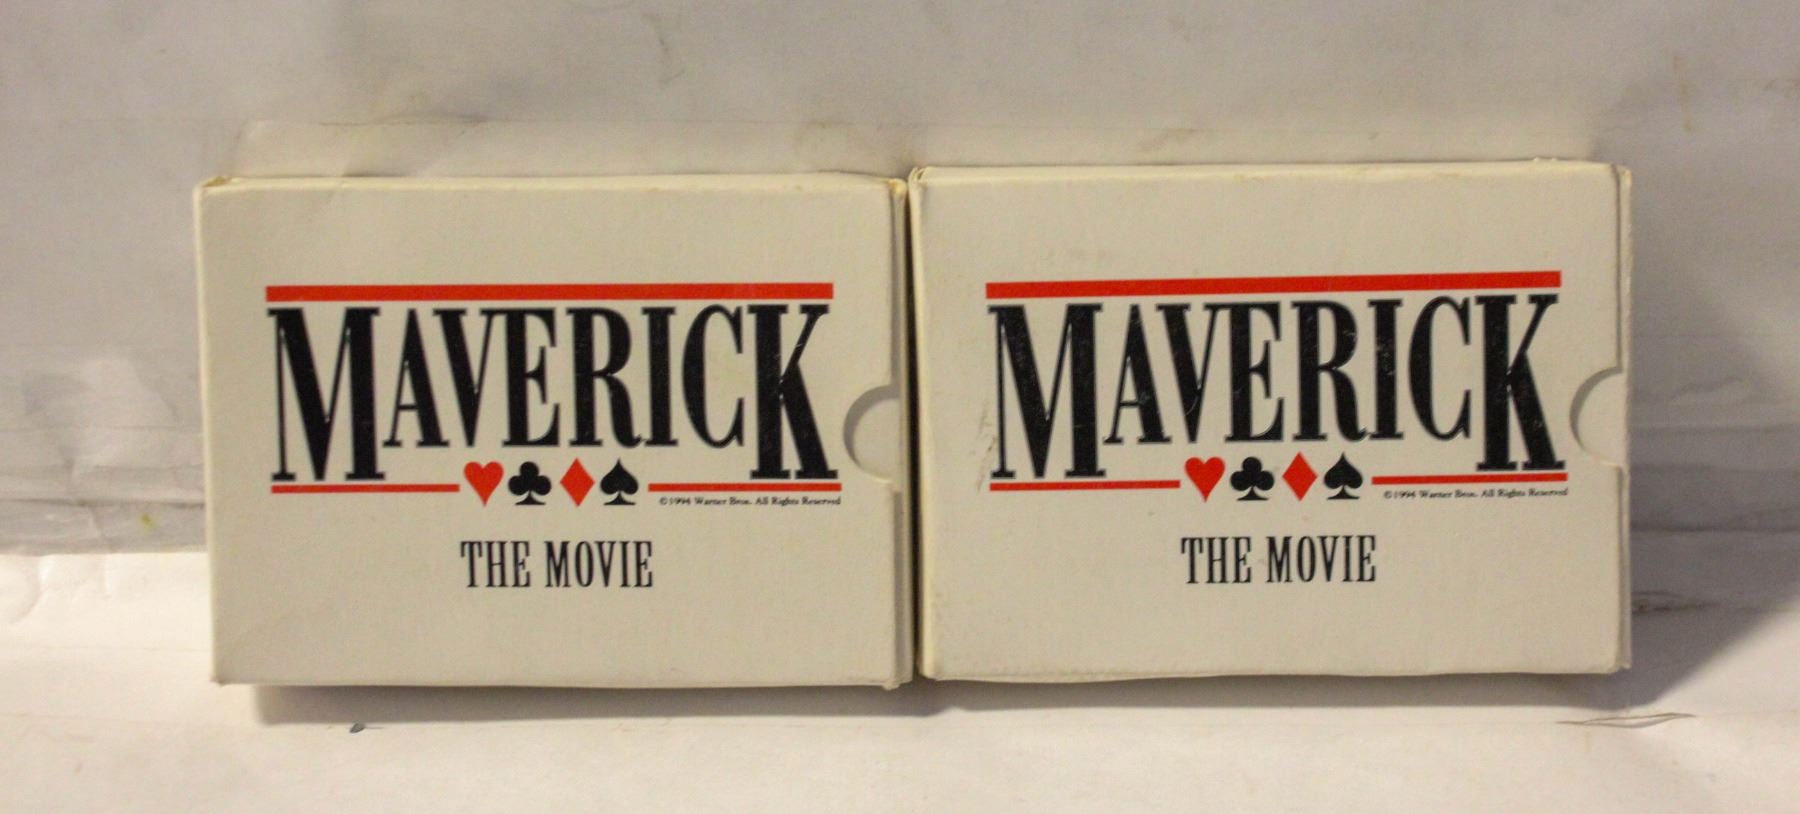 MAVERICK
©1994 Warner Bros. All Rights Reserved
THE MOVIE
MAVERICK
©1994 Warner Bros. All Rights Reserved
THE MOVIE